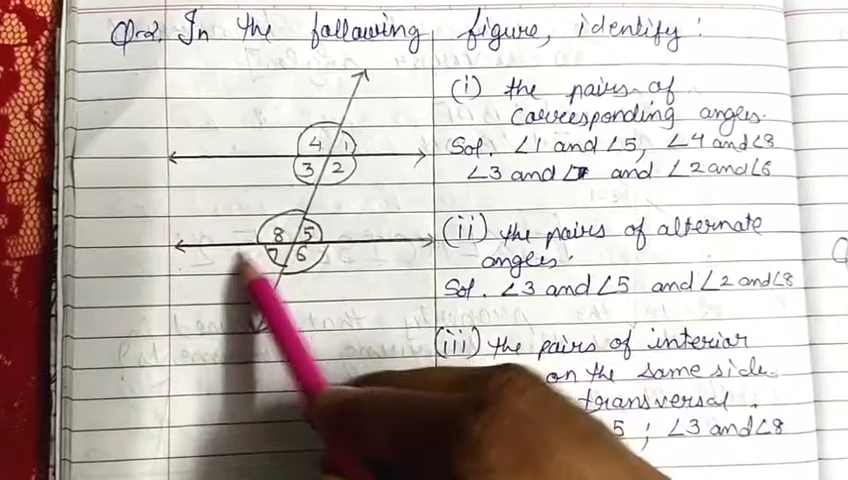 Q-2. In the following figure, identify:
(i) the pairs of
corresponding angles.
Sol. ∠1 and ∠5, ∠4 and ∠8
∠3 and ∠7 and ∠2 and ∠6
(ii) the pairs of alternate
angles.
Sol. ∠3 and ∠5 and ∠2 and ∠8
(iii) the pairs of interior
on the same side
transversal.
5 ; ∠3 and ∠8
4 1
3 2
8 5
7 6